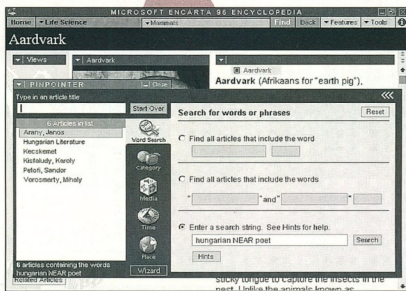 MICROSOFT ENCARTA 96 ENCYCLOPEDIA
Home Life Science Mammals Find Back Features Tools
Aardvark
Views Aardvark
Aardvark
Aardvark (Afrikaans for "earth pig"),
PINPOINTER Close
Type in an article title
Start Over
6 Articles in list
Arany, Janos
Hungarian Literature
Kecskemet
Kisfaludy, Karoly
Petofi, Sandor
Vorosmarty, Mihaly
6 articles containing the words
hungarian NEAR poet
Word Search
Category
Media
Time
Place
Wizard
Search for words or phrases Reset
Find all articles that include the word
Find all articles that include the words
" " and " "
Enter a search string. See Hints for help.
hungarian NEAR poet Search
Hints
Related Articles
sticky tongue to capture the insects in the
nest. Unlike the animals known as